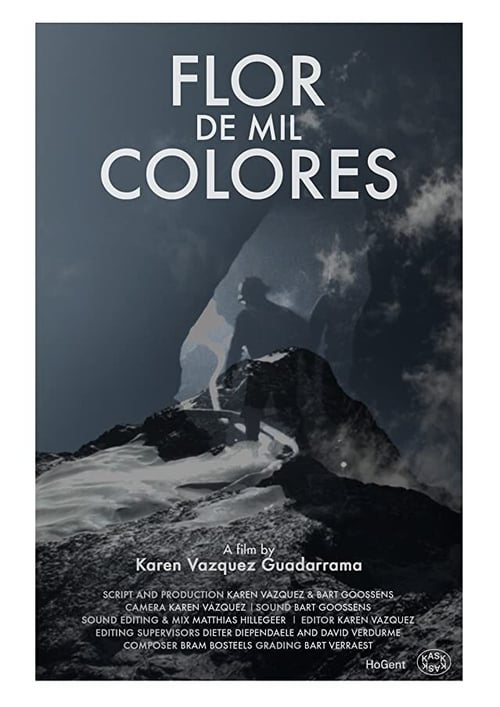 FLOR
DE MIL
COLORES
A film by
Karen Vazquez Guadarrama
SCRIPT AND PRODUCTION KAREN VAZQUEZ & BART GOOSSENS
CAMERA KAREN VÁZQUEZ | SOUND BART GOOSSENS
SOUND EDITING & MIX MATTHIAS HILLEGEER | EDITOR KAREN VAZQUEZ
EDITING SUPERVISORS DIETER DIEPENDAELE AND DAVID VERDURME
COMPOSER BRAM BOSTEELS GRADING BART VERRAEST
HoGent
KASK
KASK